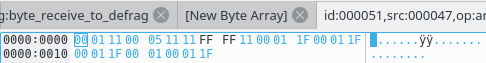 g:byte_receive_to_defrag [New Byte Array] id:000051,src:000047,op:ar
0000:0000 00 01 11 00 05 11 11 FF FF 11 00 01 1F 00 01 1F ........ÿÿ.......
0000:0010 00 01 1F 00 01 00 01 1F ........